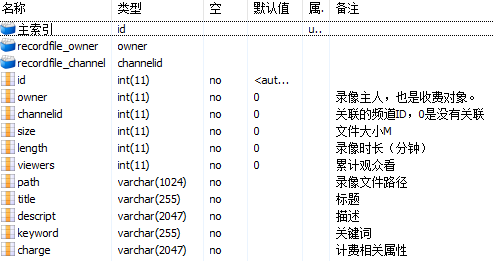 名称 类型 空 默认值 属.. 备注
主索引 id u..
recordfile_owner owner
recordfile_channel channelid
id int(11) no <aut...
owner int(11) no 0 录像主人，也是收费对象。
channelid int(11) no 0 关联的频道ID，0是没有关联
size int(11) no 0 文件大小M
length int(11) no 0 录像时长（分钟）
viewers int(11) no 0 累计观众看
path varchar(1024) no 录像文件路径
title varchar(255) no 标题
descript varchar(2047) no 描述
keyword varchar(255) no 关键词
charge varchar(2047) no 计费相关属性